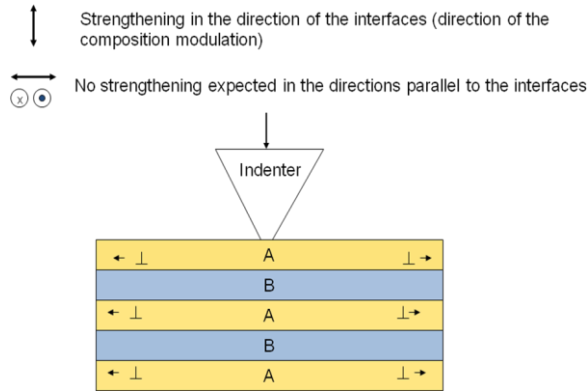 Strengthening in the direction of the interfaces (direction of the
composition modulation)
No strengthening expected in the directions parallel to the interfaces
x
Indenter
A
B
A
B
A